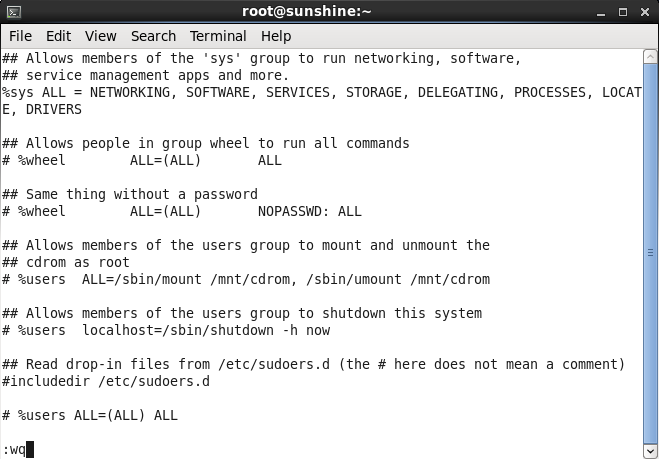 root@sunshine:~
File Edit View Search Terminal Help
## Allows members of the 'sys' group to run networking, software,
## service management apps and more.
%sys ALL = NETWORKING, SOFTWARE, SERVICES, STORAGE, DELEGATING, PROCESSES, LOCAT
E, DRIVERS
## Allows people in group wheel to run all commands
# %wheel        ALL=(ALL)       ALL
## Same thing without a password
# %wheel        ALL=(ALL)       NOPASSWD: ALL
## Allows members of the users group to mount and unmount the
## cdrom as root
# %users  ALL=/sbin/mount /mnt/cdrom, /sbin/umount /mnt/cdrom
## Allows members of the users group to shutdown this system
# %users  localhost=/sbin/shutdown -h now
## Read drop-in files from /etc/sudoers.d (the # here does not mean a comment)
#includedir /etc/sudoers.d
# %users ALL=(ALL) ALL
:wq